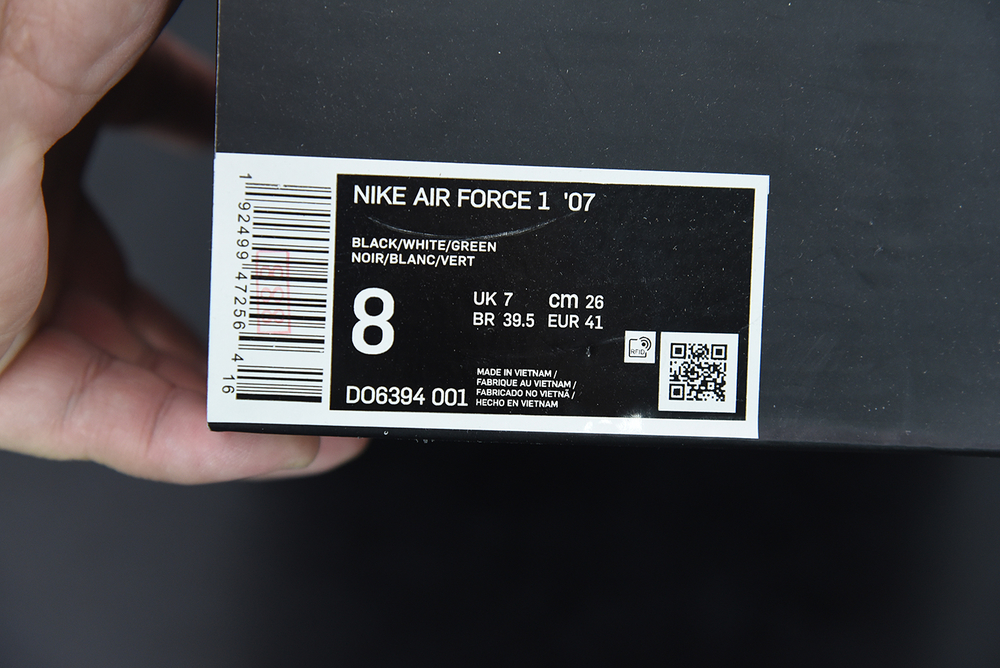 1 92499 47256 4 16
NIKE AIR FORCE 1 '07
BLACK/WHITE/GREEN
NOIR/BLANC/VERT
8
UK 7 cm 26
BR 39.5 EUR 41
RFID
DO6394 001
MADE IN VIETNAM /
FABRIQUE AU VIETNAM /
FABRICADO NO VIETNÃ /
HECHO EN VIETNAM